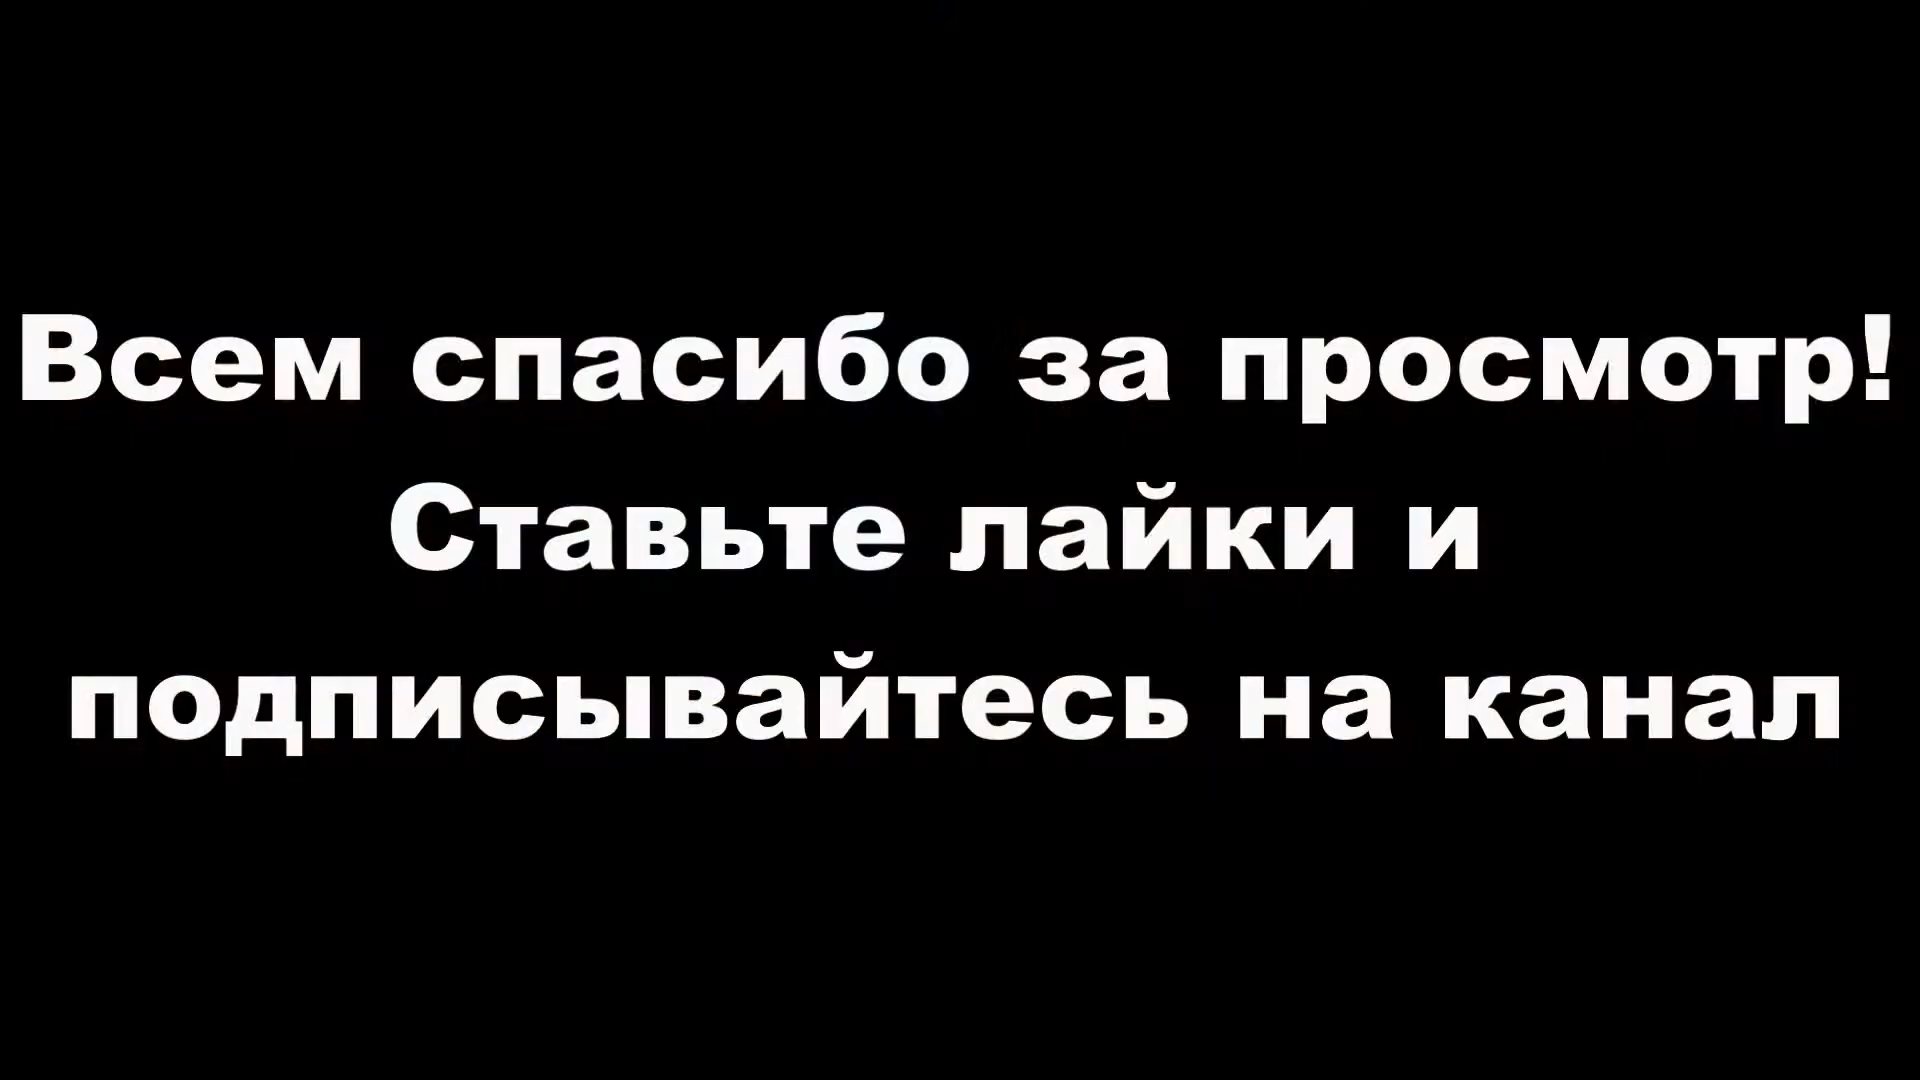 Всем спасибо за просмотр!
Ставьте лайки и
подписывайтесь на канал